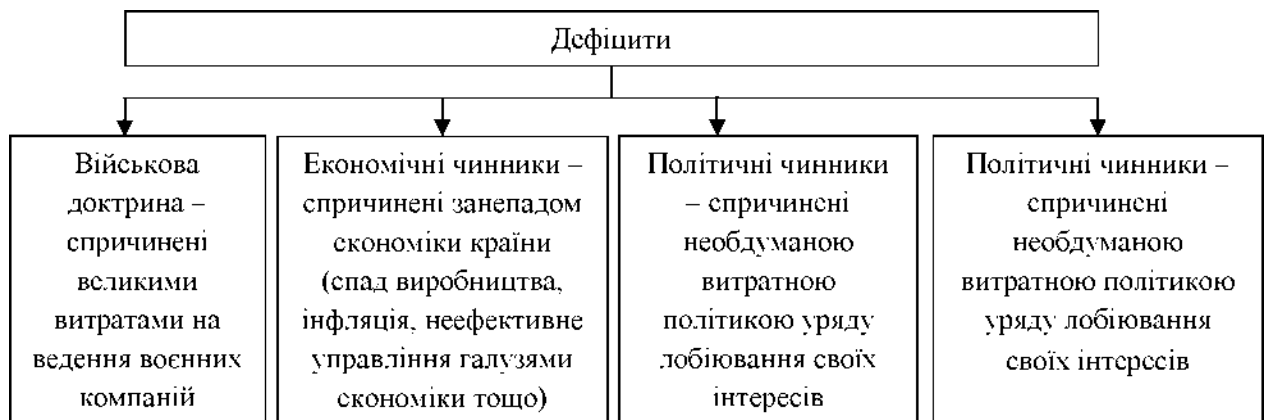 Дефіцити
Військова
доктрина –
спричинені
великими
витратами на
ведення воєнних
компаній
Економічні чинники –
спричинені занепадом
економіки країни
(спад виробництва,
інфляція, неефективне
управління галузями
економіки тощо)
Політичні чинники
– спричинені
необдуманою
витратною
політикою уряду
лобіювання своїх
інтересів
Політичні чинники –
спричинені
необдуманою
витратною політикою
уряду лобіювання
своїх інтересів